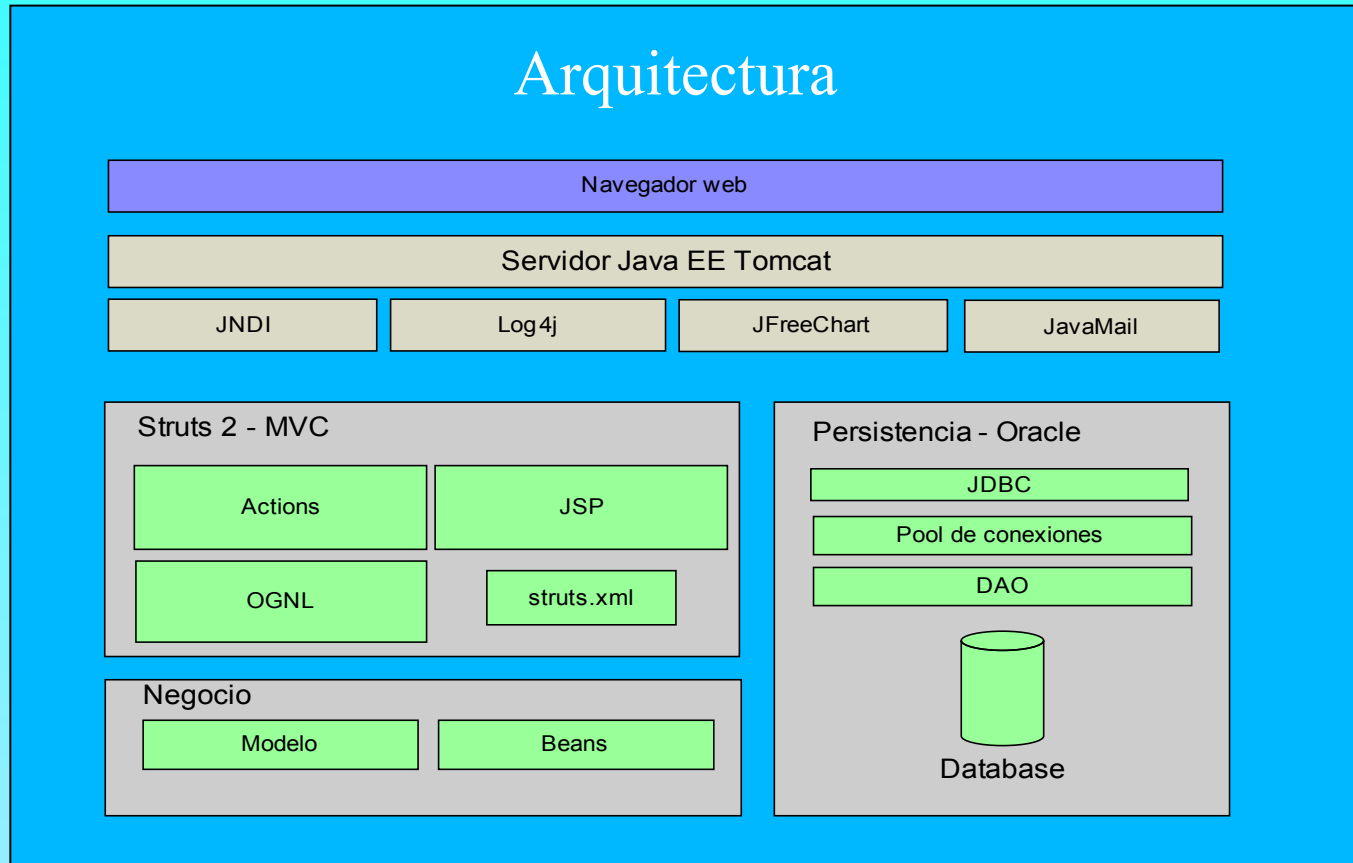 Arquitectura
Navegador web
Servidor Java EE Tomcat
JNDI
Log4j
JFreeChart
JavaMail
Struts 2 - MVC
Actions
JSP
OGNL
struts.xml
Negocio
Modelo
Beans
Persistencia - Oracle
JDBC
Pool de conexiones
DAO
Database